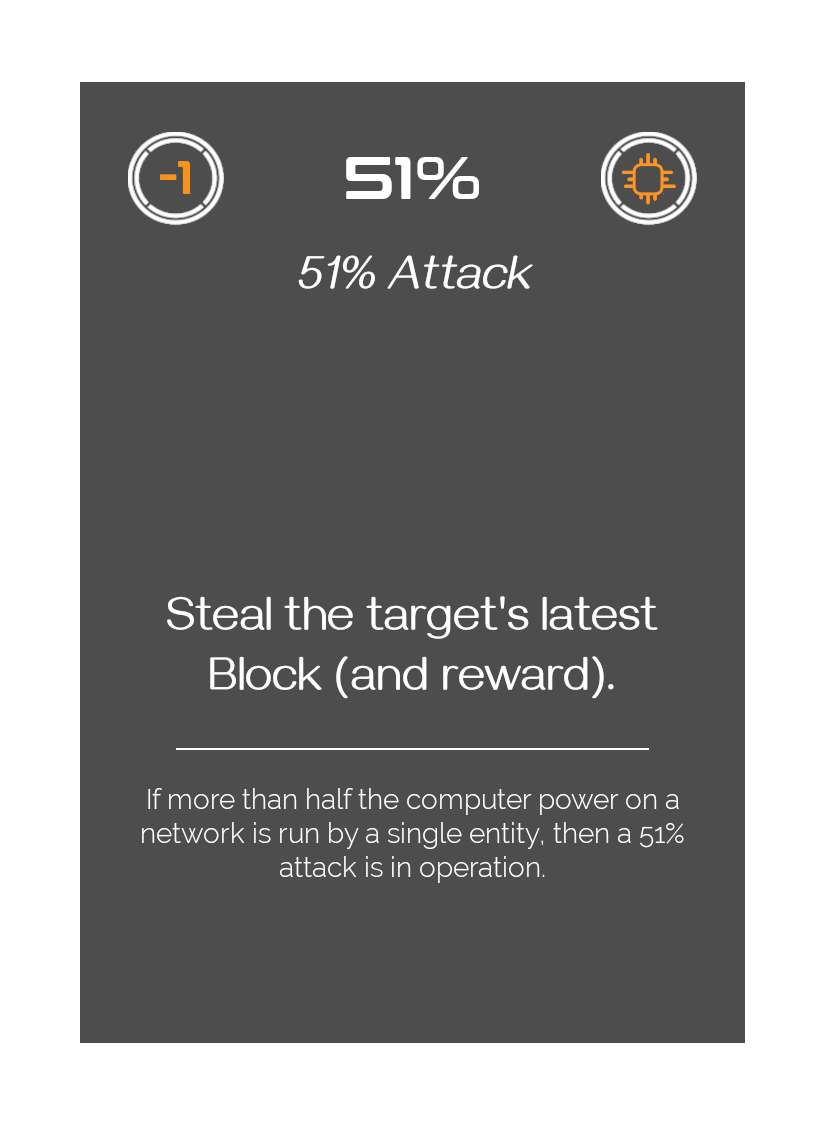 -1
51%
51% Attack
Steal the target's latest
Block (and reward).
If more than half the computer power on a
network is run by a single entity, then a 51%
attack is in operation.